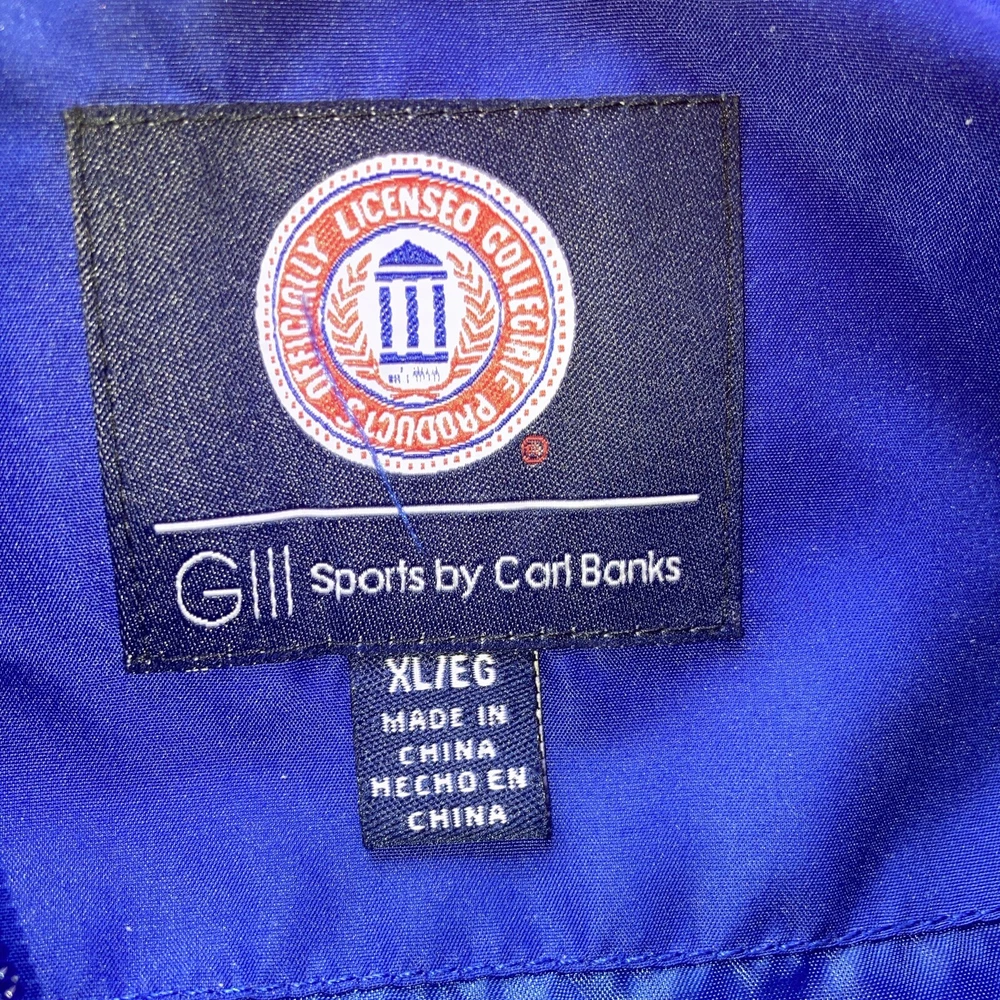 OFFICIALLY LICENSED COLLEGIATE PRODUCTS
GIII Sports by Carl Banks
XL/EG
MADE IN
CHINA
HECHO EN
CHINA